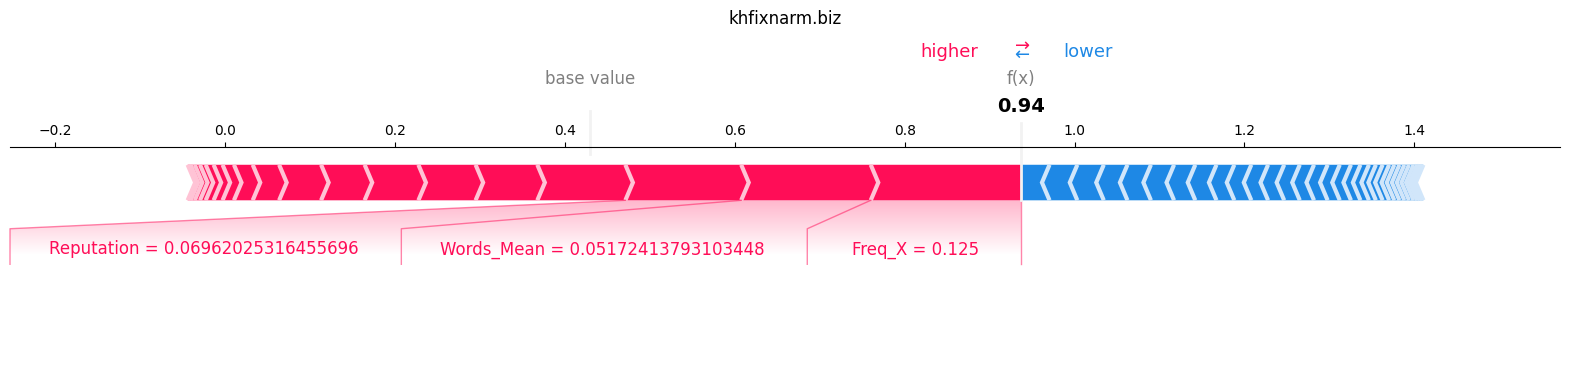 khfixnarm.biz
higher → ← lower
base value f(x)
0.94
−0.2 0.0 0.2 0.4 0.6 0.8 1.0 1.2 1.4
Reputation = 0.06962025316455696 Words_Mean = 0.05172413793103448 Freq_X = 0.125